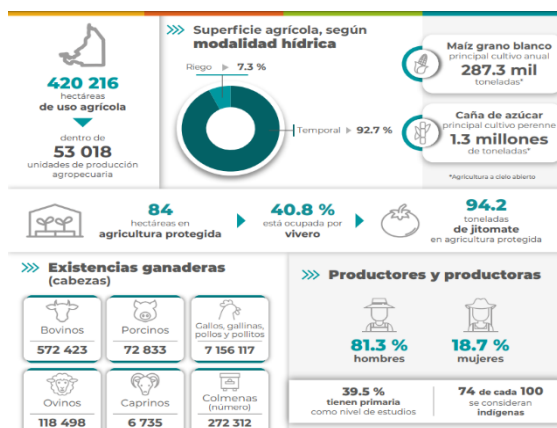 420 216
hectáreas
de uso agrícola
dentro de
53 018
unidades de producción
agropecuaria
Superficie agrícola, según
modalidad hídrica
Riego 7.3 %
Temporal 92.7 %
Maíz grano blanco
principal cultivo anual
287.3 mil
toneladas*
Caña de azúcar
principal cultivo perenne
1.3 millones
de toneladas*
*Agricultura a cielo abierto
84
hectáreas en
agricultura protegida
40.8 %
está ocupada por
vivero
94.2
toneladas
de jitomate
en agricultura protegida
Existencias ganaderas
(cabezas)
Bovinos
572 423
Porcinos
72 833
Gallos, gallinas,
pollos y pollitos
7 156 117
Ovinos
118 498
Caprinos
6 735
Colmenas
(número)
272 312
Productores y productoras
81.3 %
hombres
18.7 %
mujeres
39.5 %
tienen primaria
como nivel de estudios
74 de cada 100
se consideran
indígenas